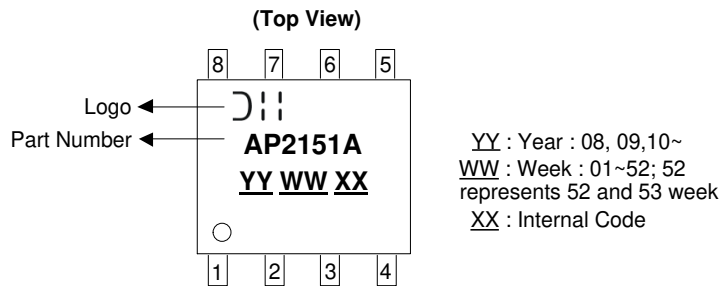 (Top View)
8 7 6 5
Logo
Part Number
AP2151A
YY WW XX
1 2 3 4
YY : Year : 08, 09,10~
WW : Week : 01~52; 52
represents 52 and 53 week
XX : Internal Code